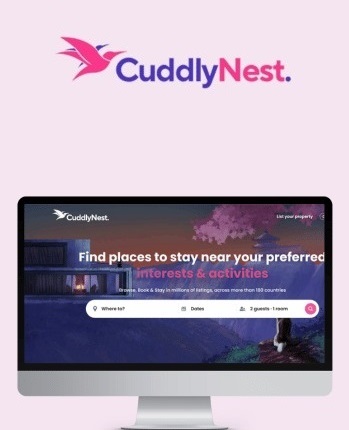 CuddlyNest.
CuddlyNest.
List your property
Find places to stay near your preferred
interests & activities
Browse, Book & Stay in millions of listings, across more than 180 countries
Where to?
Dates
2 guests · 1 room